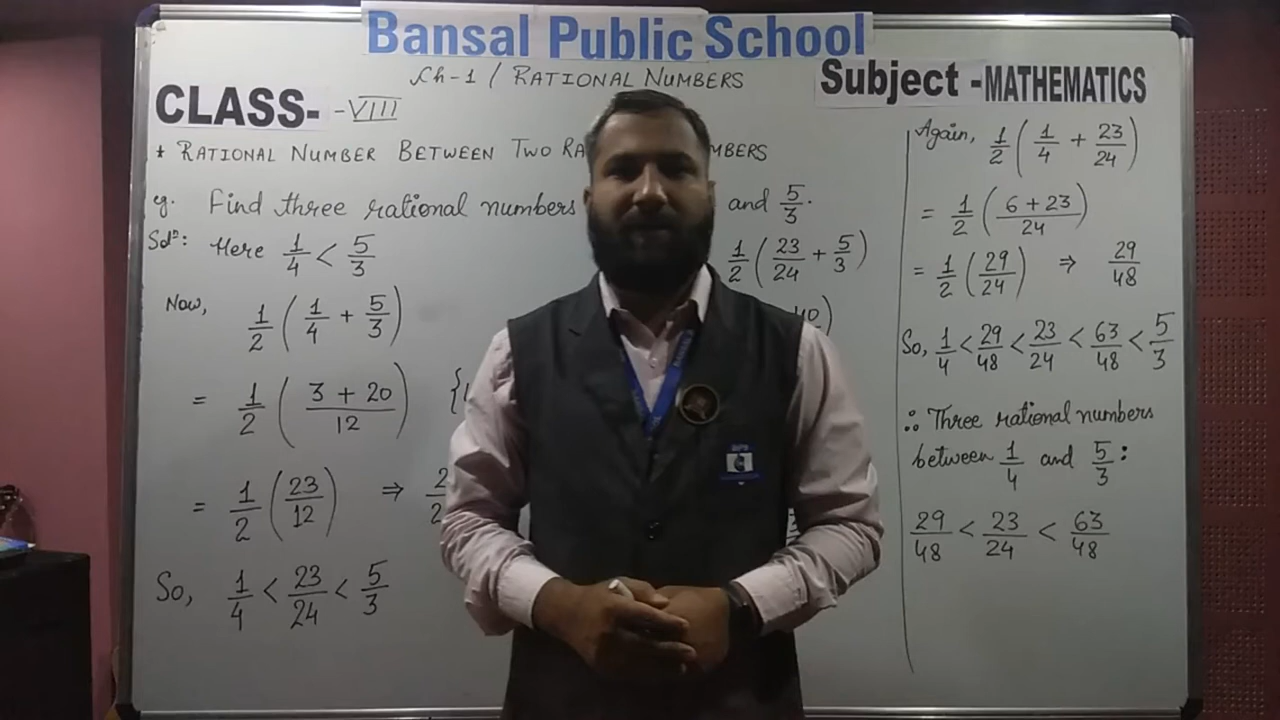 Bansal Public School
Ch-1 / RATIONAL NUMBERS
CLASS- -VIII
Subject -MATHEMATICS
* RATIONAL NUMBER BETWEEN TWO RA MBERS
eg. Find three rational numbers and 5/3.
Solⁿ: Here 1/4 < 5/3
Now, 1/2 ( 1/4 + 5/3 )
= 1/2 ( (3 + 20)/12 )
= 1/2 ( 23/12 ) ⇒
So, 1/4 < 23/24 < 5/3
1/2 ( 23/24 + 5/3 )
40 )
Again, 1/2 ( 1/4 + 23/24 )
= 1/2 ( (6 + 23)/24 )
= 1/2 ( 29/24 ) ⇒ 29/48
So, 1/4 < 29/48 < 23/24 < 63/48 < 5/3
∴ Three rational numbers
between 1/4 and 5/3 :
29/48 < 23/24 < 63/48